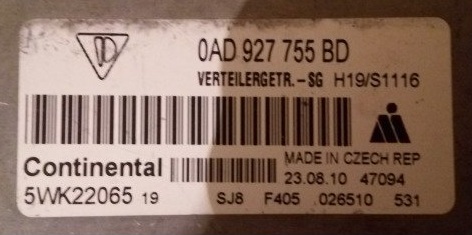 0AD 927 755 BD
VERTEILERGETR.-SG H19/S1116
Continental
MADE IN CZECH REP
23.08.10 47094
5WK22065 19 SJ8 F405 026510 531